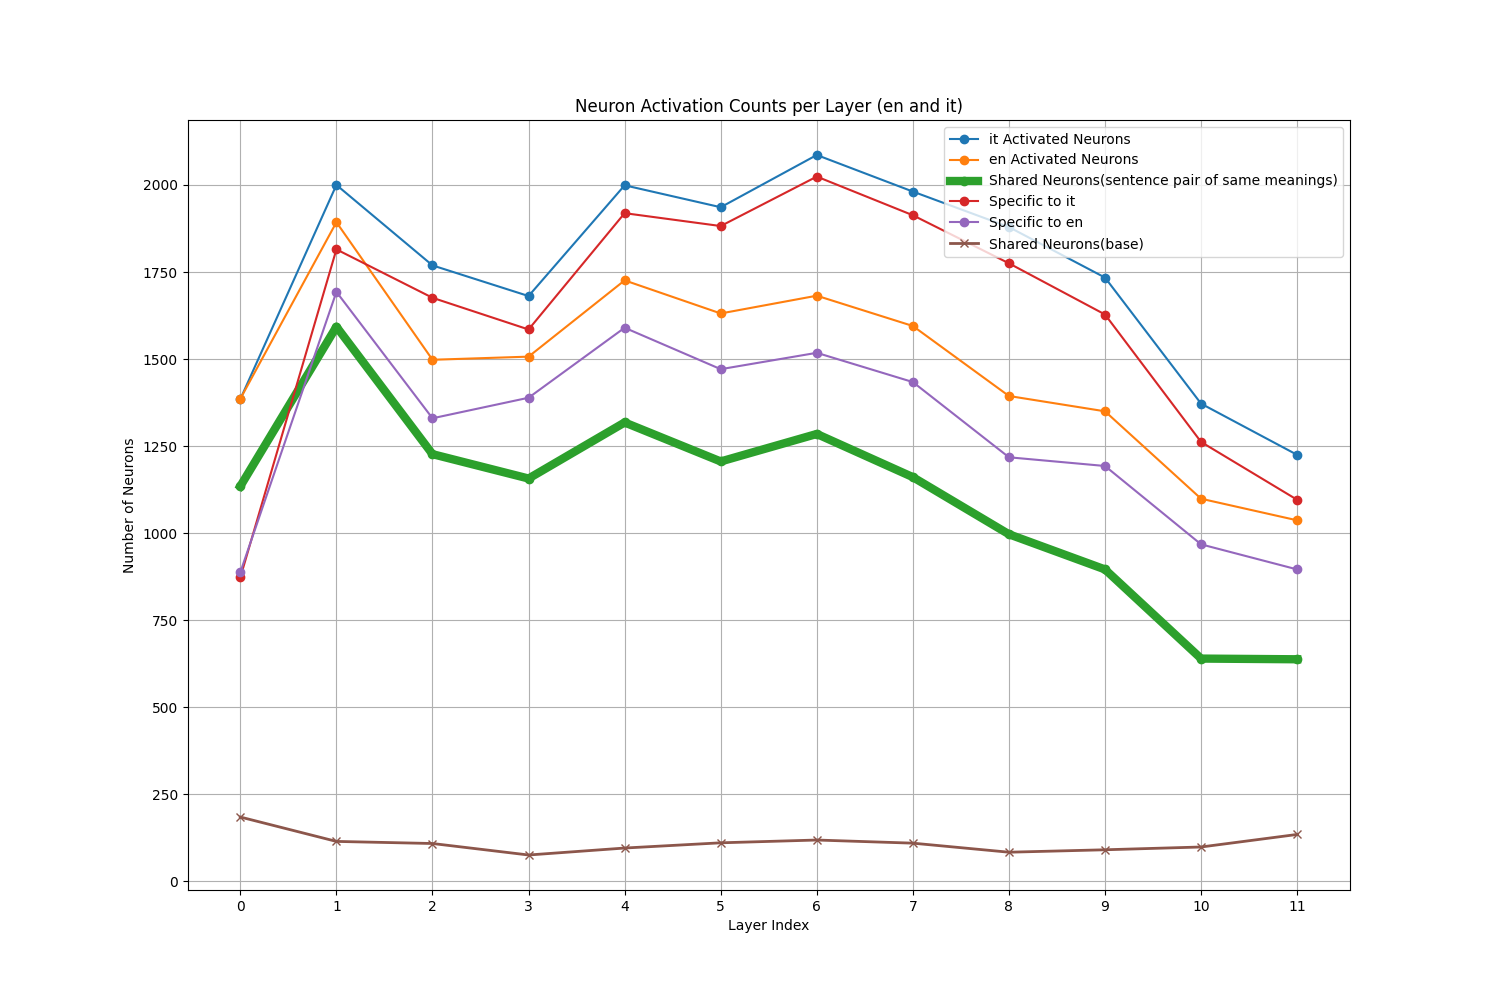 Neuron Activation Counts per Layer (en and it)
it Activated Neurons
en Activated Neurons
Shared Neurons(sentence pair of same meanings)
Specific to it
Specific to en
Shared Neurons(base)
Number of Neurons
2000
1750
1500
1250
1000
750
500
250
0
0 1 2 3 4 5 6 7 8 9 10 11
Layer Index